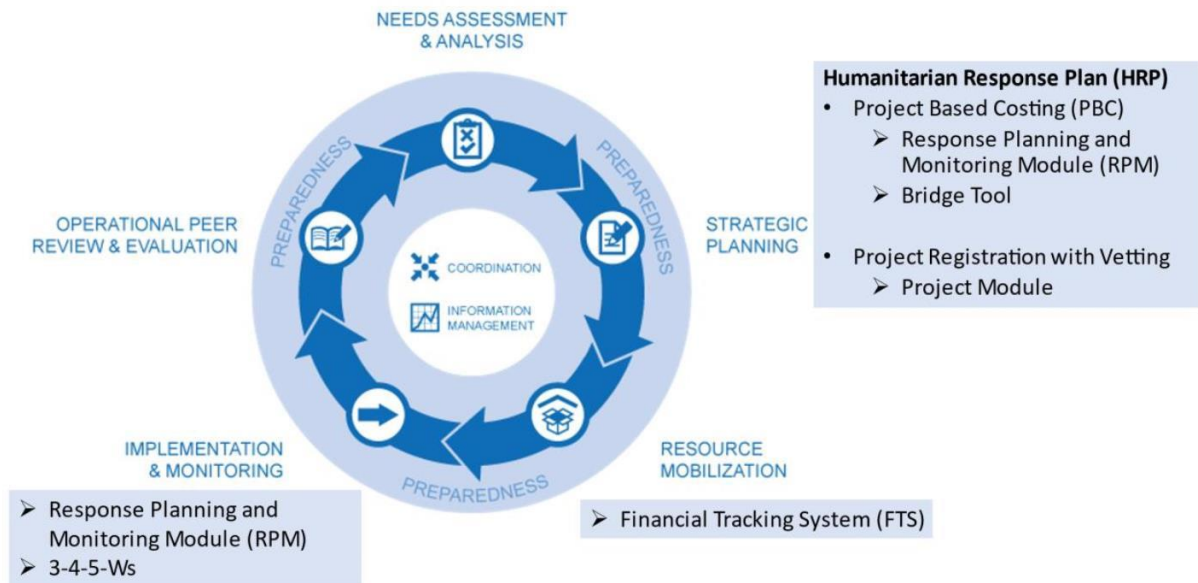 NEEDS ASSESSMENT
& ANALYSIS
Humanitarian Response Plan (HRP)
• Project Based Costing (PBC)
➢ Response Planning and
Monitoring Module (RPM)
➢ Bridge Tool
• Project Registration with Vetting
➢ Project Module
PREPAREDNESS
PREPAREDNESS
OPERATIONAL PEER
REVIEW & EVALUATION
STRATEGIC
PLANNING
COORDINATION
INFORMATION
MANAGEMENT
IMPLEMENTATION
& MONITORING
RESOURCE
MOBILIZATION
PREPAREDNESS
➢ Response Planning and
Monitoring Module (RPM)
➢ 3-4-5-Ws
➢ Financial Tracking System (FTS)